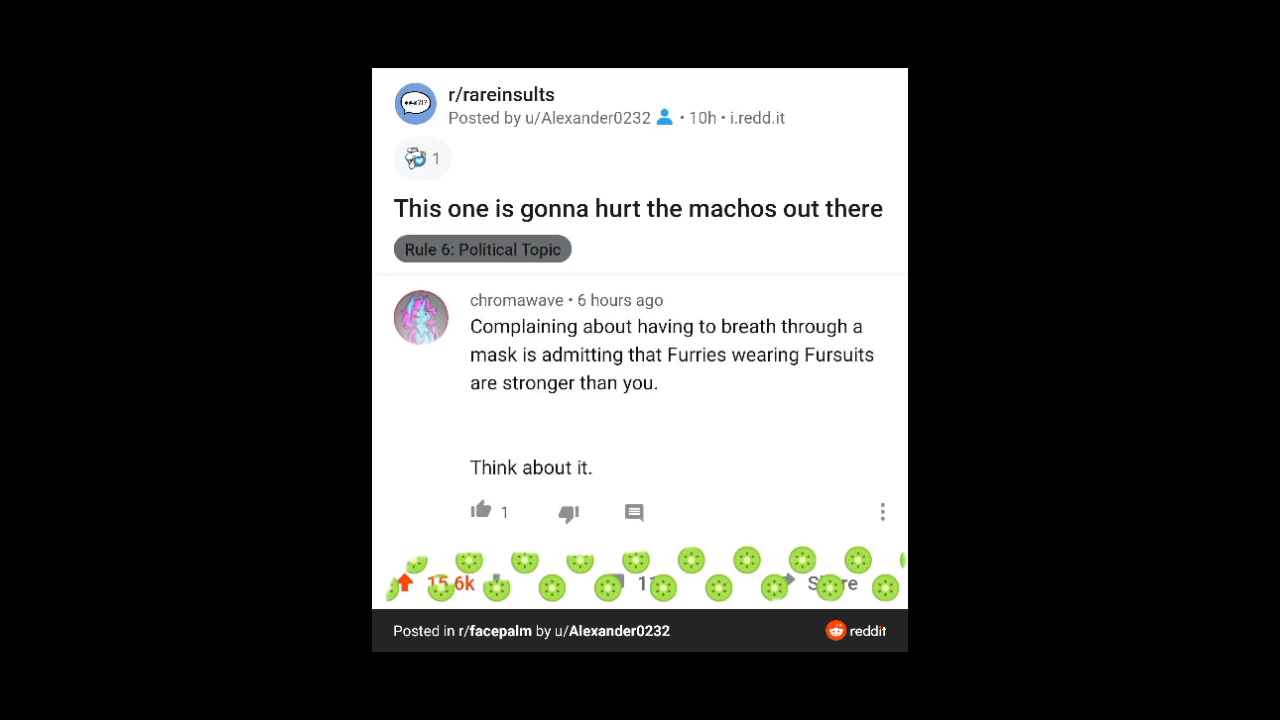 r/rareinsults
Posted by u/Alexander0232 • 10h • i.redd.it
1
This one is gonna hurt the machos out there
Rule 6: Political Topic
chromawave • 6 hours ago
Complaining about having to breath through a
mask is admitting that Furries wearing Fursuits
are stronger than you.
Think about it.
1
15.6k
Posted in r/facepalm by u/Alexander0232 reddit